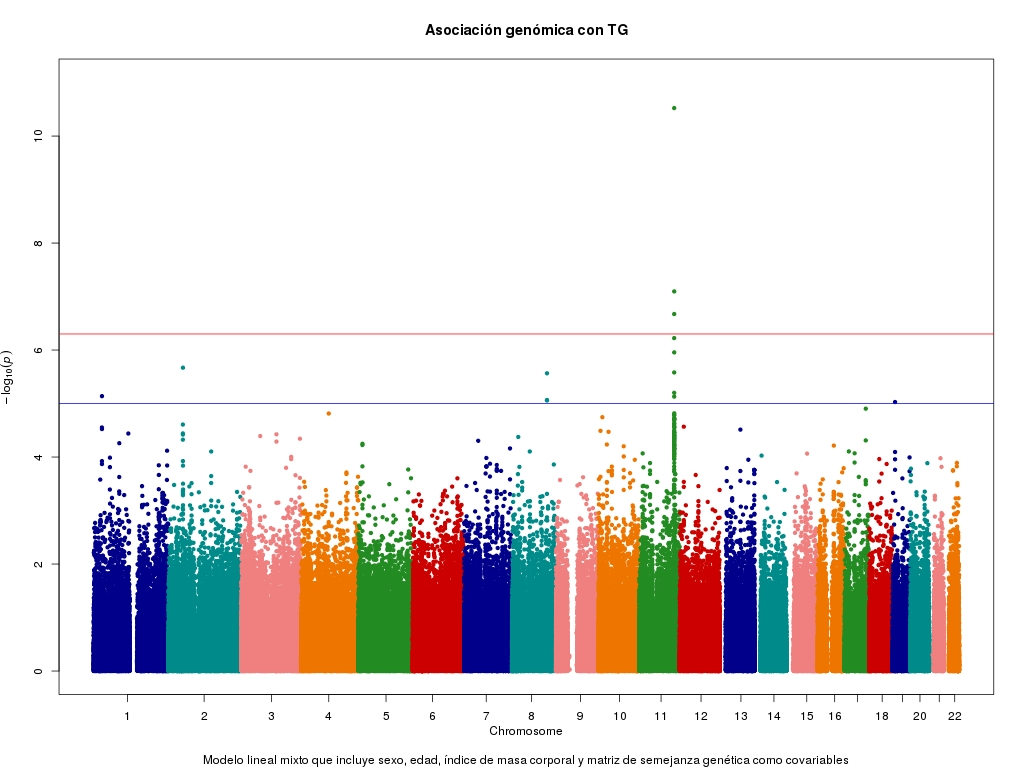 Asociación genómica con TG
− log10(p)
10
8
6
4
2
0
1 2 3 4 5 6 7 8 9 10 11 12 13 14 15 16 18 20 22
Chromosome
Modelo lineal mixto que incluye sexo, edad, índice de masa corporal y matriz de semejanza genética como covariables